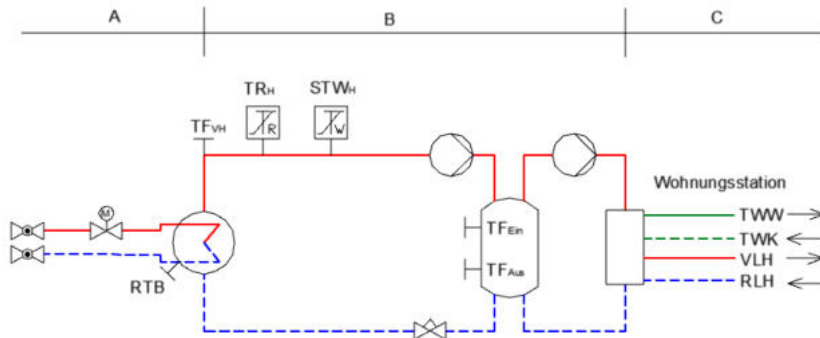 A B C
TRH STWH
TFVH R W
Wohnungsstation
M
TWW
TFEin
TWK
VLH
TFAus
RTB
RLH